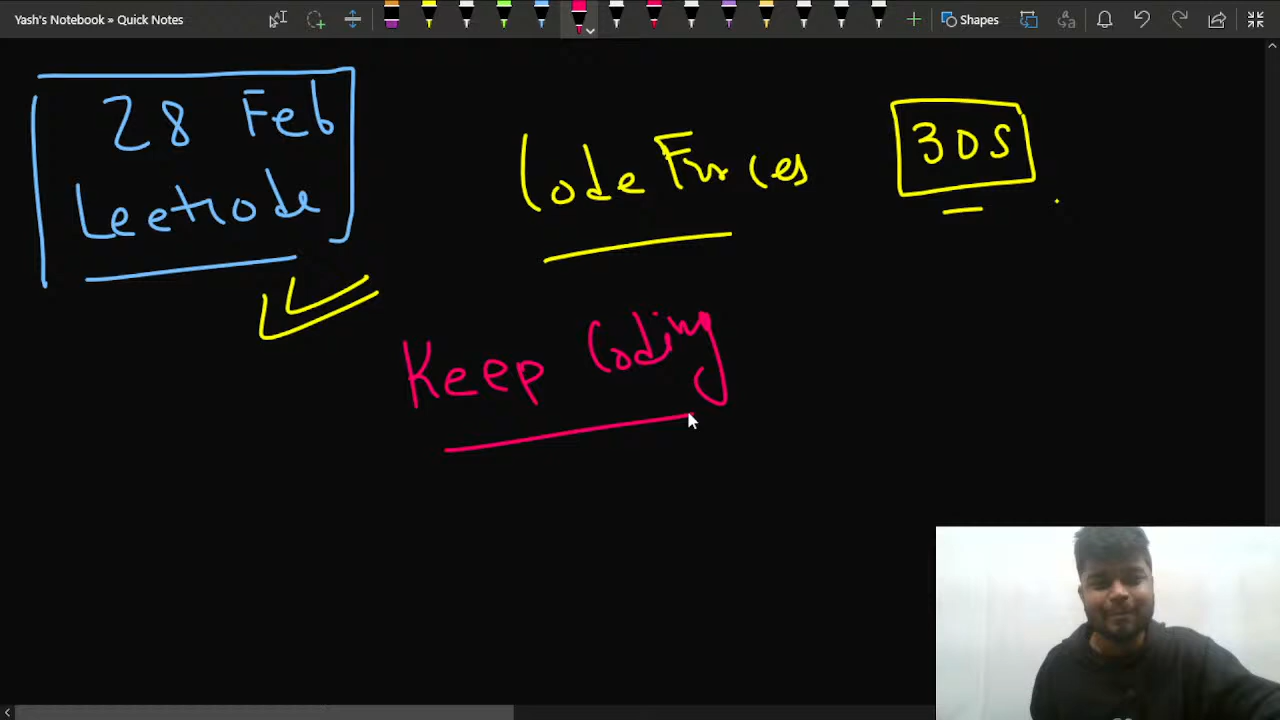 Yash's Notebook » Quick Notes
Shapes
28 Feb
Leetcode
CodeForces
30S
Keep Coding